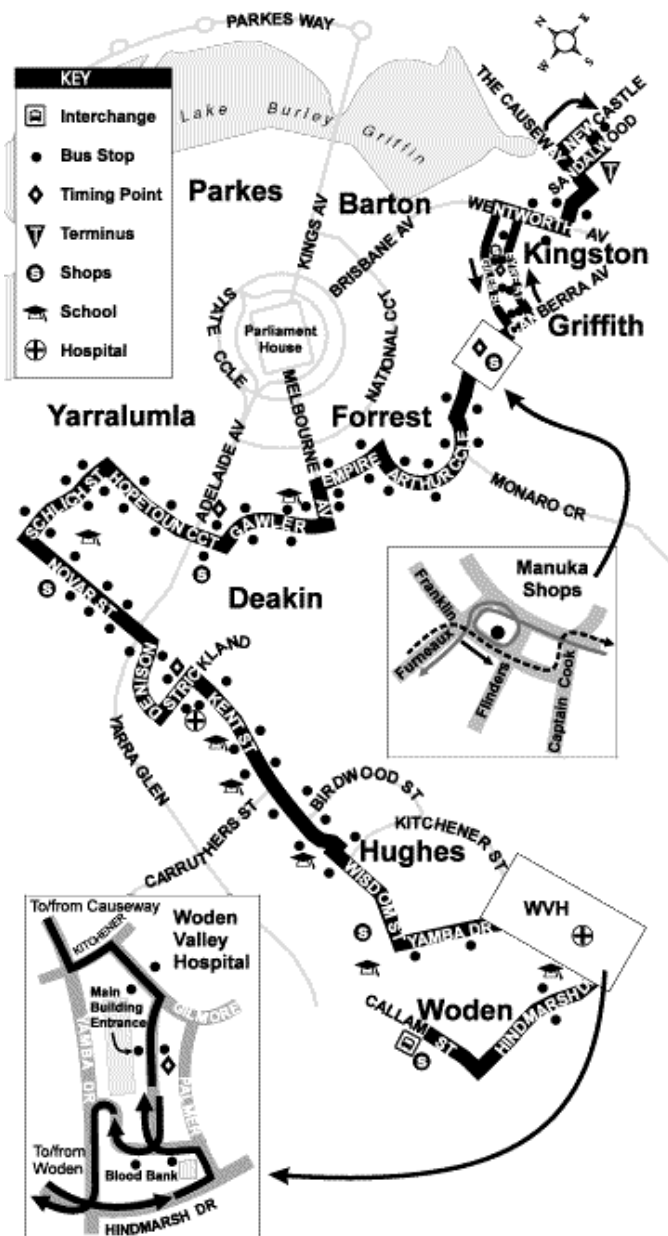 PARKES WAY
N
E
W
S
KEY
Interchange
Bus Stop
Timing Point
Terminus
Shops
School
Hospital
Lake Burley Griffin
THE CAUSEWAY
NEWCASTLE
SANDALWOOD
Parkes
Barton
KINGS AV
BRISBANE AV
WENTWORTH AV
Kingston
CANBERRA AV
Griffith
STATE CCLE
Parliament
House
NATIONAL CCT
MELBOURNE AV
Yarralumla
Forrest
ADELAIDE AV
EMPIRE
ARTHUR CCLE
MONARO CR
SCHLICH ST
HOPETOUN CCT
GAWLER
NOVAR ST
Deakin
Manuka
Shops
Franklin
Furneaux
Flinders
Captain Cook
DENISON
STRICKLAND
KENT ST
YARRA GLEN
BIRDWOOD ST
CARRUTHERS ST
KITCHENER ST
Hughes
WISDOM ST
WVH
YAMBA DR
Woden
CALLAM ST
HINDMARSH D
To/from Causeway
KITCHENER
Woden
Valley
Hospital
Main
Building
Entrance
GILMORE
YAMBA DR
PALMER
To/from
Woden
Blood Bank
HINDMARSH DR